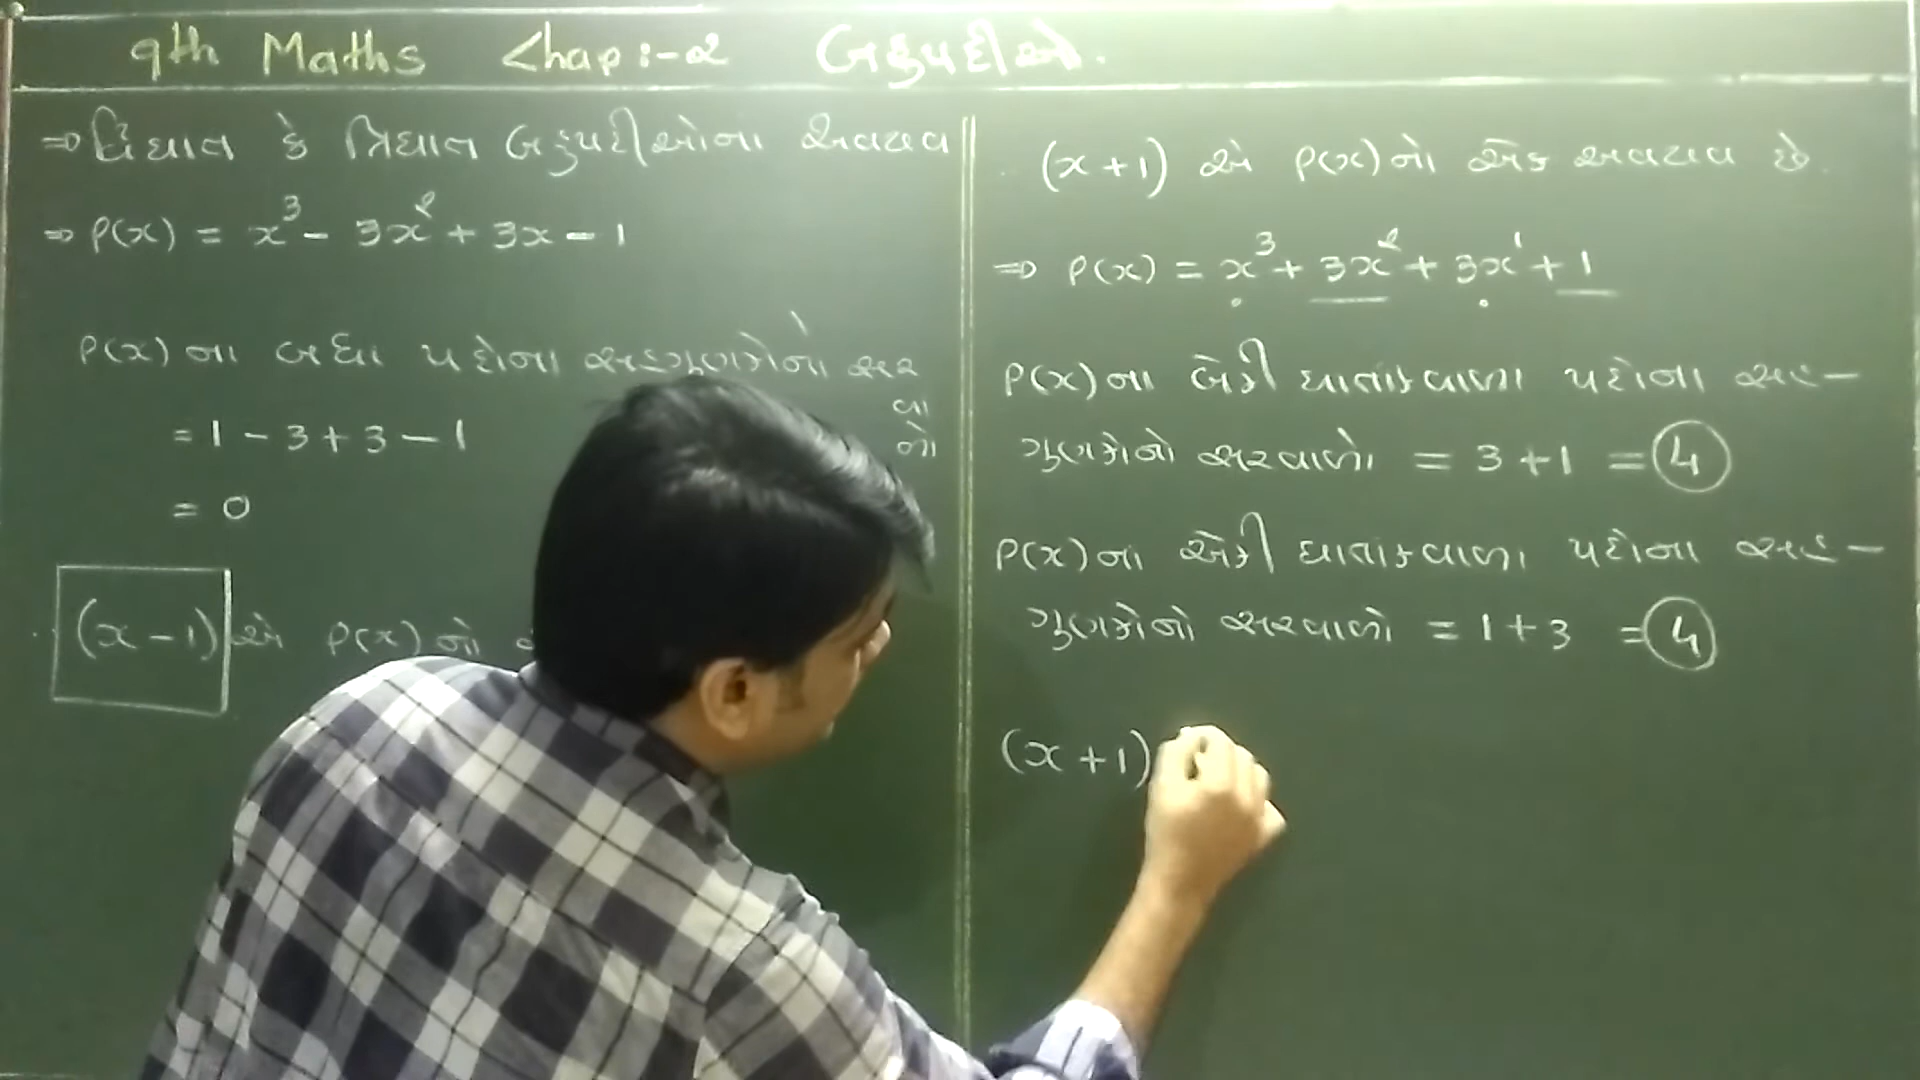 9th Maths Chap:-૨ બહુપદીઓ.
⇒ દ્વિઘાત કે ત્રિઘાત બહુપદીઓના અવયવ
⇒ P(x) = x³ - 3x² + 3x - 1
P(x) ના બધા પદોના સહગુણકોનો સર
વા
ળો
= 1 - 3 + 3 - 1
= 0
(x - 1) એ P(x) નો
(x + 1) એ P(x) નો એક અવયવ છે.
⇒ P(x) = x³ + 3x² + 3x¹ + 1
P(x) ના બેકી ઘાતાંકવાળા પદોના સહ-
ગુણકોનો સરવાળો = 3 + 1 = 4
P(x) ના એકી ઘાતાંકવાળા પદોના સહ-
ગુણકોનો સરવાળો = 1 + 3 = 4
(x + 1)